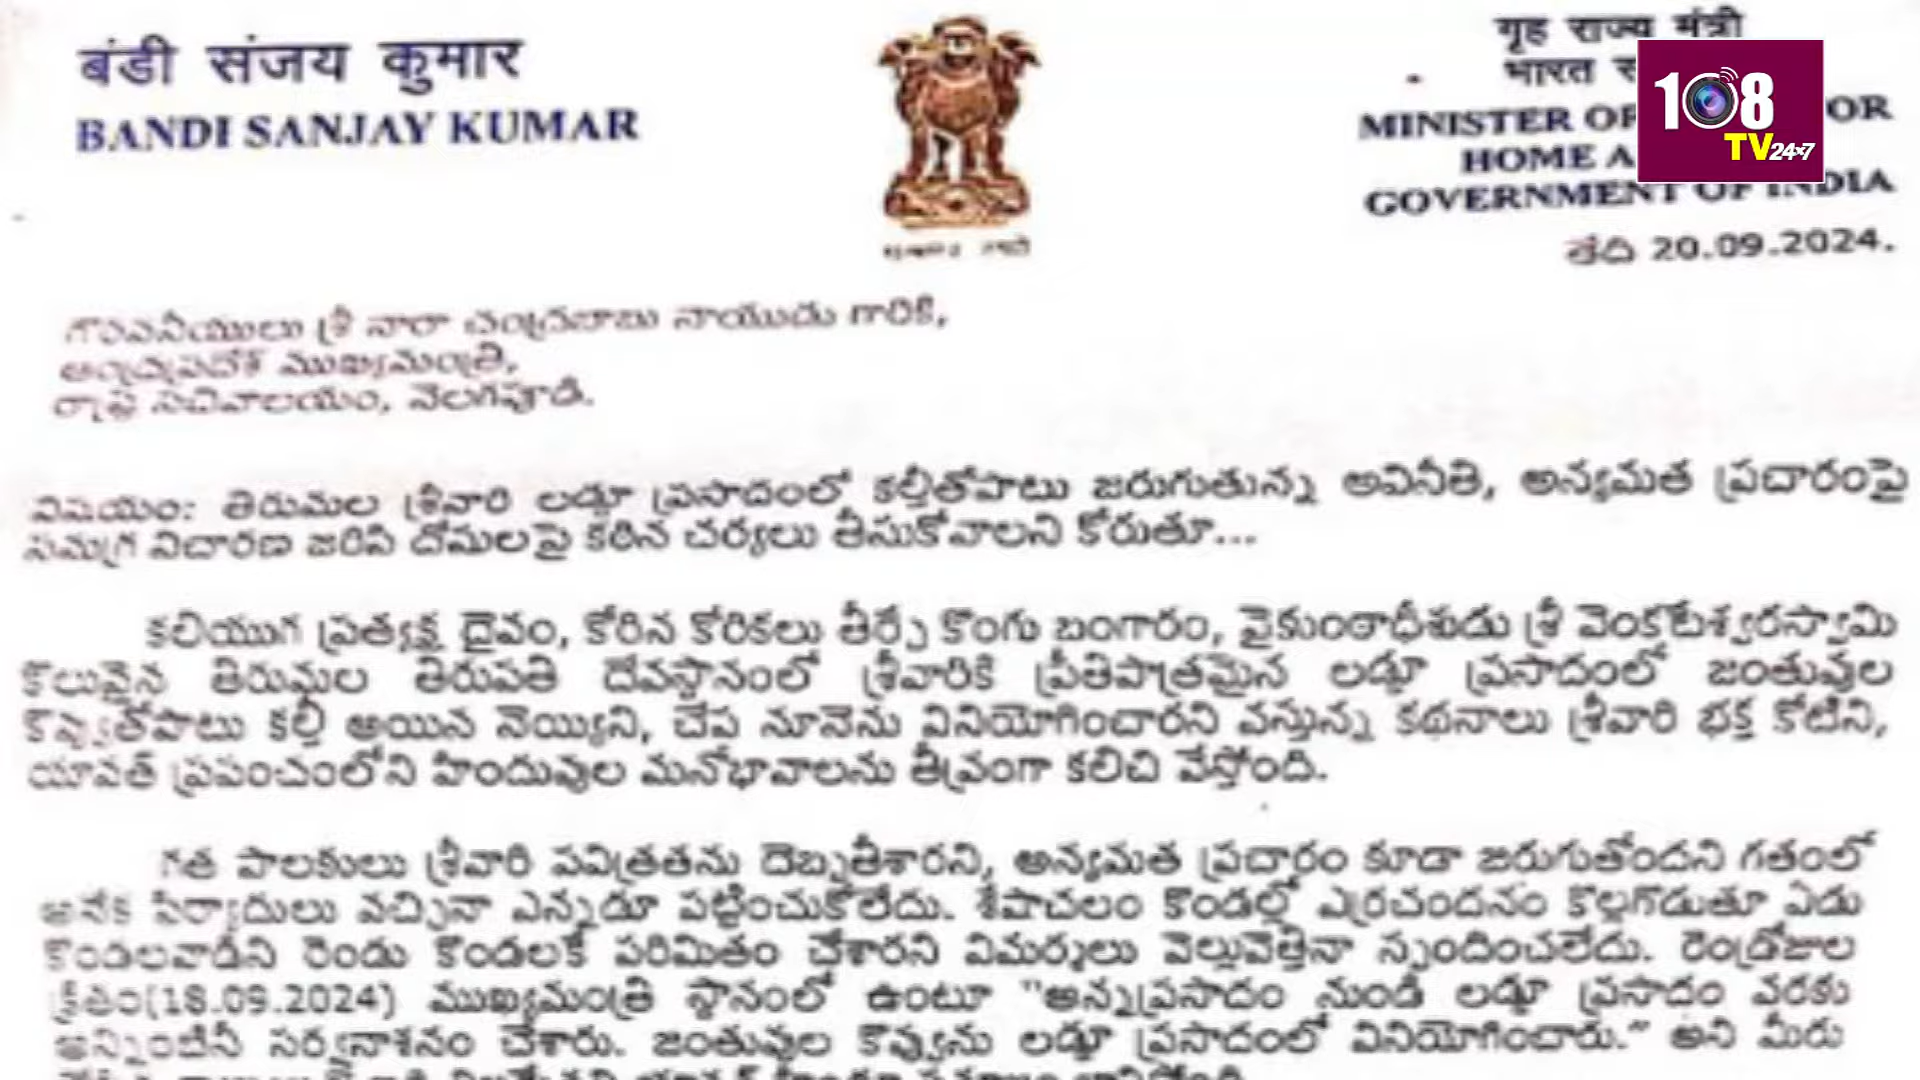 बंडी संजय कुमार
BANDI SANJAY KUMAR
गृह राज्य मंत्री
भारत
MINISTER OF
HOME
GOVERNMENT OF INDIA
108
TV 24x7
తేది 20.09.2024.
గౌరవనీయులు శ్రీ నారా చంద్రబాబు నాయుడు గారికి,
ఆంధ్రప్రదేశ్ ముఖ్యమంత్రి,
రాష్ట్ర సచివాలయం, వెలగపూడి.
విషయం: తిరుమల శ్రీవారి లడ్డూ ప్రసాదంలో కల్తీతోపాటు జరుగుతున్న అవినీతి, అన్యమత ప్రచారంపై
సమగ్ర విచారణ జరిపి దోషులపై కఠిన చర్యలు తీసుకోవాలని కోరుతూ...
కలియుగ ప్రత్యక్ష దైవం, కోరిన కోరికలు తీర్చే కొంగు బంగారం, వైకుంఠాధీశుడు శ్రీ వెంకటేశ్వరస్వామి
కొలువైన తిరుమల తిరుపతి దేవస్థానంలో శ్రీవారికి ప్రీతిపాత్రమైన లడ్డూ ప్రసాదంలో జంతువుల
కొవ్వుతోపాటు కల్తీ అయిన నెయ్యిని, చేప నూనెను వినియోగించారని వస్తున్న కథనాలు శ్రీవారి భక్త కోటిని,
యావత్ ప్రపంచంలోని హిందువుల మనోభావాలను తీవ్రంగా కలిచి వేస్తోంది.
గత పాలకులు శ్రీవారి పవిత్రతను దెబ్బతీశారని, అన్యమత ప్రచారం కూడా జరుగుతోందని గతంలో
అనేక ఫిర్యాదులు వచ్చినా ఎన్నడూ పట్టించుకోలేదు. శేషాచలం కొండల్లో ఎర్రచందనం కొల్లగొడుతూ ఏడు
కొండలవాడిని రెండు కొండలకే పరిమితం చేశారని విమర్శలు వెల్లువెత్తినా స్పందించలేదు. రెండ్రోజుల
క్రితం(18.09.2024) ముఖ్యమంత్రి స్థానంలో ఉంటూ "అన్నప్రసాదం నుండి లడ్డూ ప్రసాదం వరకు
అన్నింటినీ సర్వనాశనం చేశారు. జంతువుల కొవ్వును లడ్డూ ప్రసాదంలో వినియోగించారు." అని మీరు